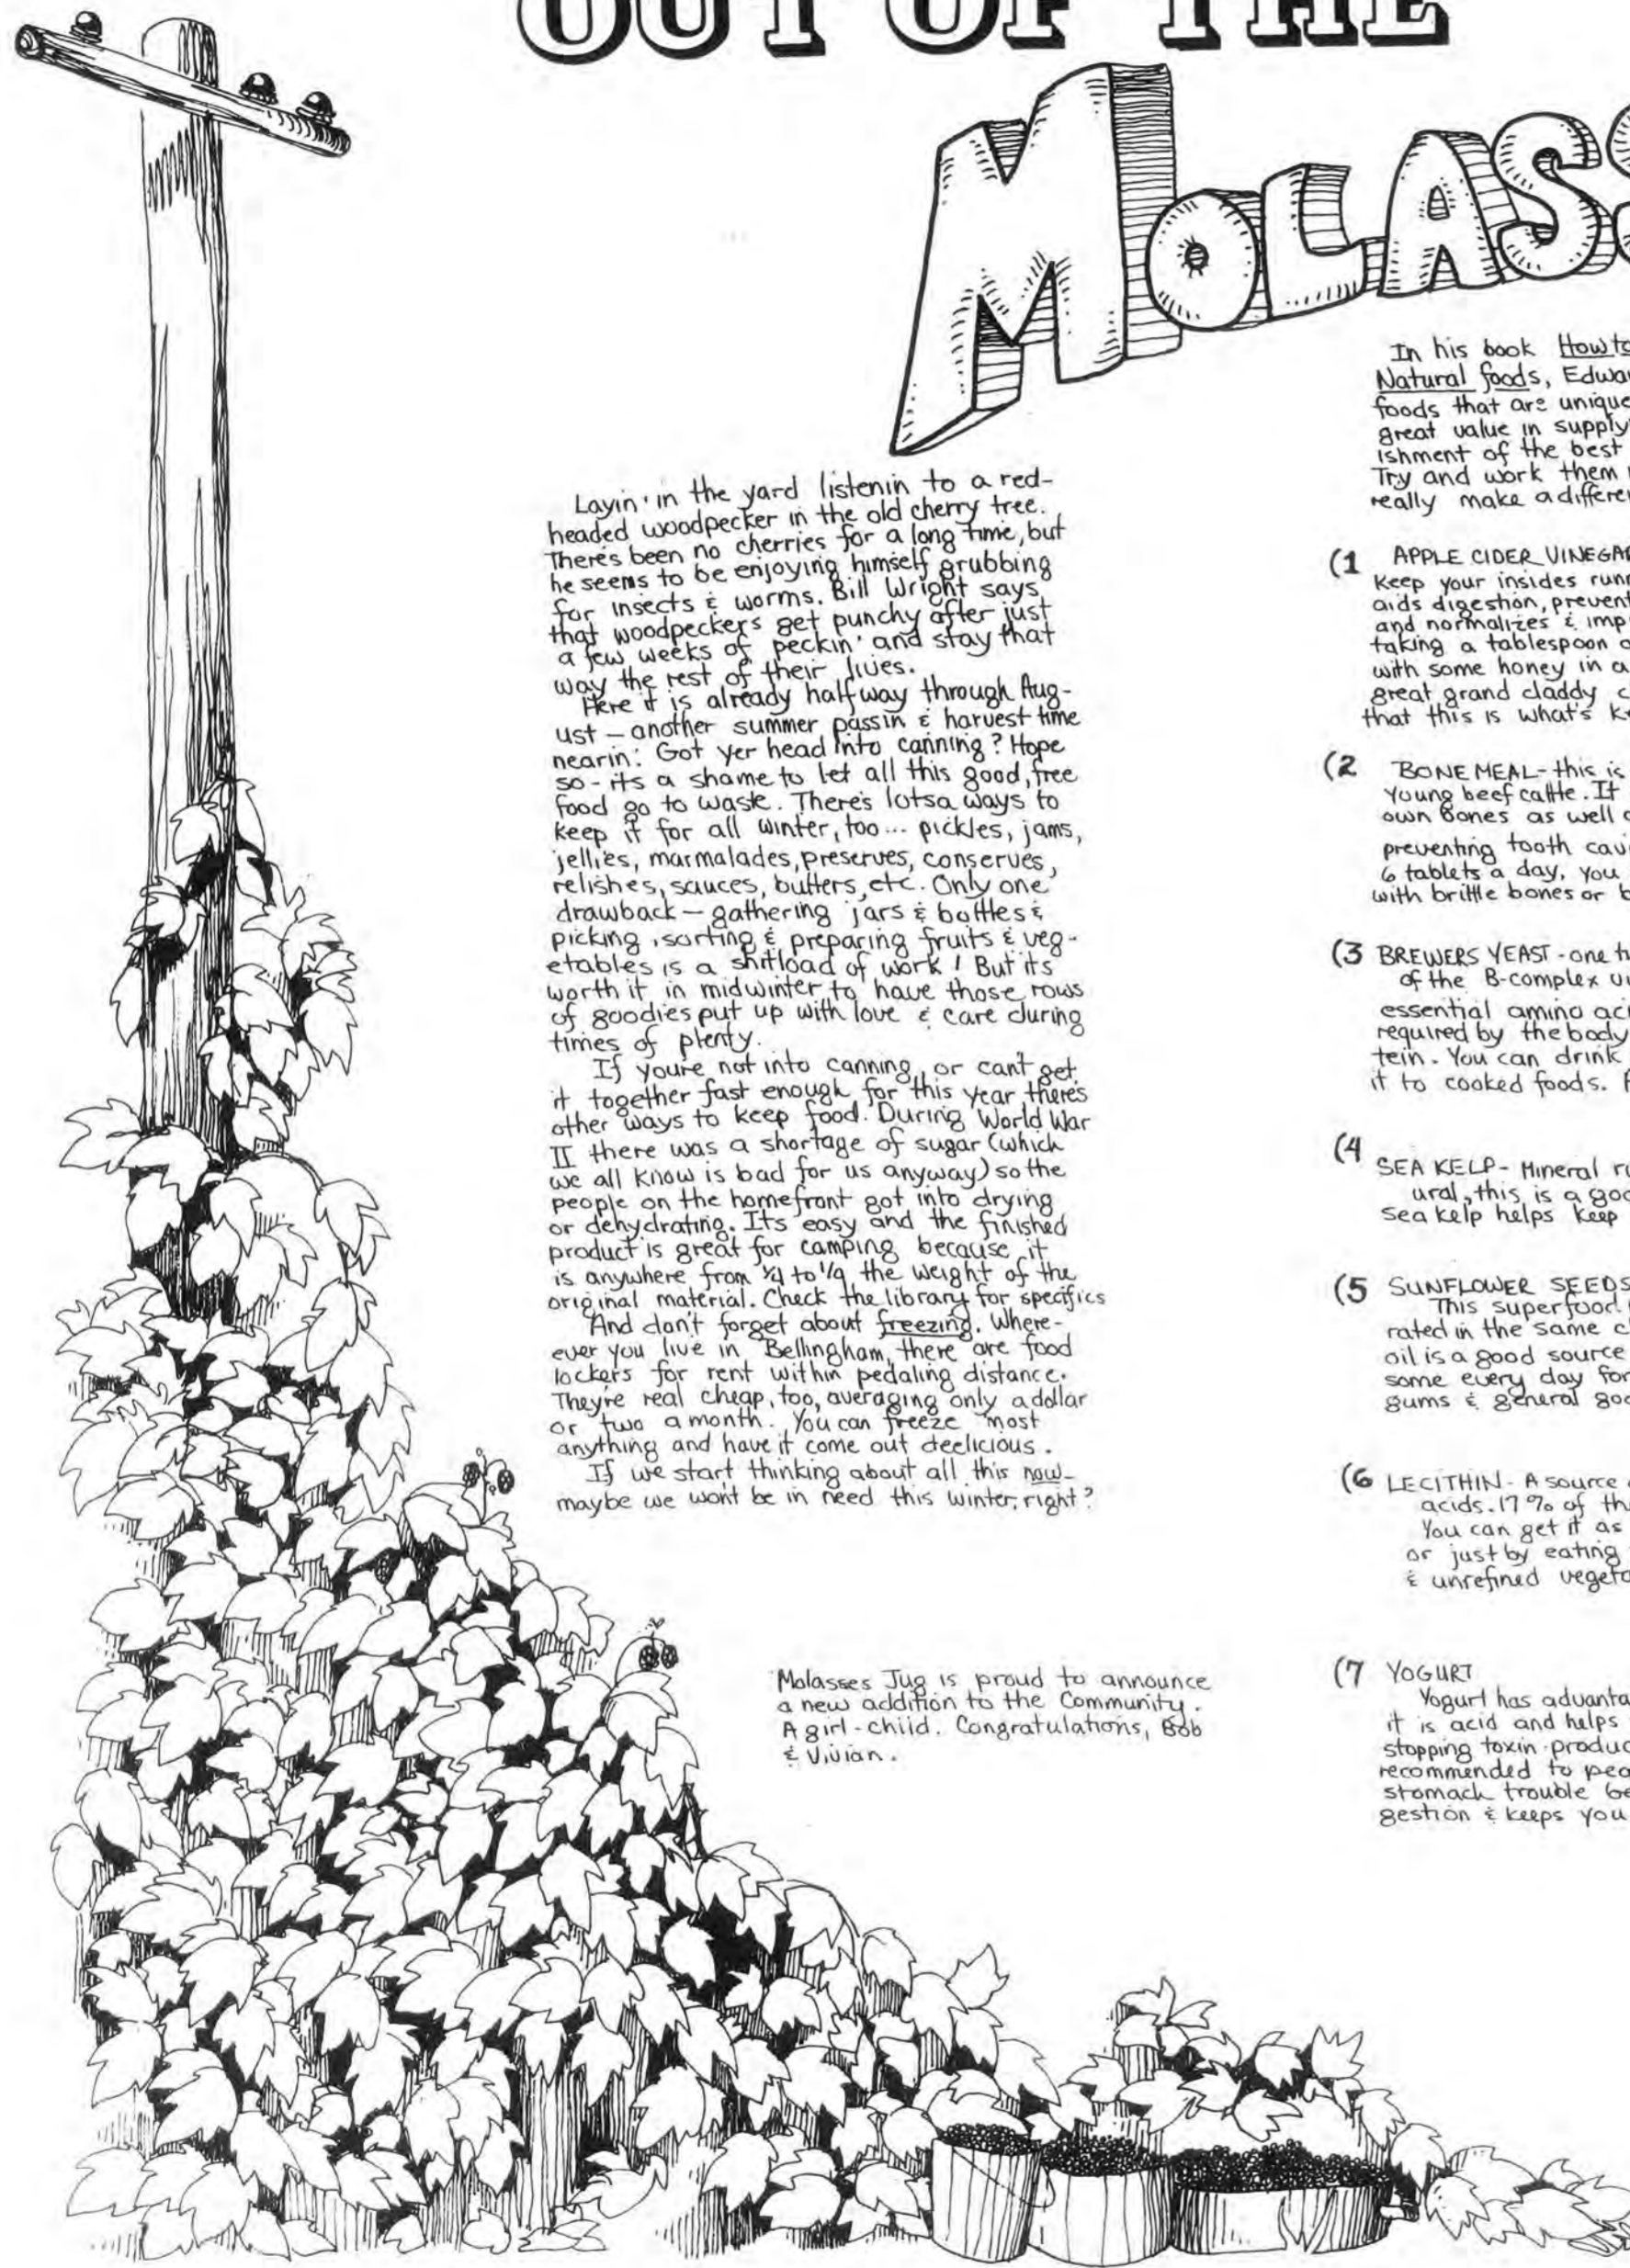 OUT OF THE
MOLASS
Layin' in the yard listenin to a red-
headed woodpecker in the old cherry tree.
There's been no cherries for a long time, but
he seems to be enjoying himself grubbing
for insects & worms. Bill Wright says
that woodpeckers get punchy after just
a few weeks of peckin' and stay that
way the rest of their lives.
Here it is already halfway through Aug-
ust — another summer passin & harvest time
nearin'. Got yer head into canning? Hope
so - its a shame to let all this good, free
food go to waste. There's lotsa ways to
keep it for all winter, too... pickles, jams,
jellies, marmalades, preserves, conserves,
relishes, sauces, butters, etc. Only one
drawback — gathering jars & bottles &
picking, sorting & preparing fruits & veg-
etables is a shitload of work! But its
worth it in midwinter to have those rows
of goodies put up with love & care during
times of plenty.
If you're not into canning, or can't get
it together fast enough for this year there's
other ways to keep food. During World War
II there was a shortage of sugar (which
we all know is bad for us anyway) so the
people on the homefront got into drying
or dehydrating. Its easy and the finished
product is great for camping because it
is anywhere from 1/4 to 1/9 the weight of the
original material. Check the library for specifics
And don't forget about freezing. Where-
ever you live in Bellingham, there are food
lockers for rent within pedaling distance.
They're real cheap, too, averaging only a dollar
or two a month. You can freeze most
anything and have it come out deelicious.
If we start thinking about all this now-
maybe we won't be in need this winter, right?
Molasses Jug is proud to announce
a new addition to the Community.
A girl-child. Congratulations, Bob
& Vivian.
In his book How to
Natural foods, Edwa
foods that are unique
great value in supply
ishment of the best
Try and work them
really make a differe
(1 APPLE CIDER VINEGAR
Keep your insides runn
aids digestion, prevent
and normalizes & imp
taking a tablespoon o
with some honey in a
great grand claddy c
that this is what's k
(2 BONE MEAL - this is
young beef cattle. It
own bones as well a
preventing tooth cav
6 tablets a day, you
with brittle bones or b
(3 BREWERS YEAST - one t
of the B-complex vi
essential amino aci
required by the body
tein. You can drink
it to cooked foods.
(4 SEA KELP - Mineral ri
ural, this is a goo
sea kelp helps keep
(5 SUNFLOWER SEEDS
This superfood
rated in the same c
oil is a good source
some every day for
gums & general goo
(6 LECITHIN - A source
acids. 17% of th
You can get it as
or just by eating
& unrefined vegeta
(7 YOGURT
Yogurt has advanta
it is acid and helps
stopping toxin-produc
recommended to peo
stomach trouble be
gestion & keeps you